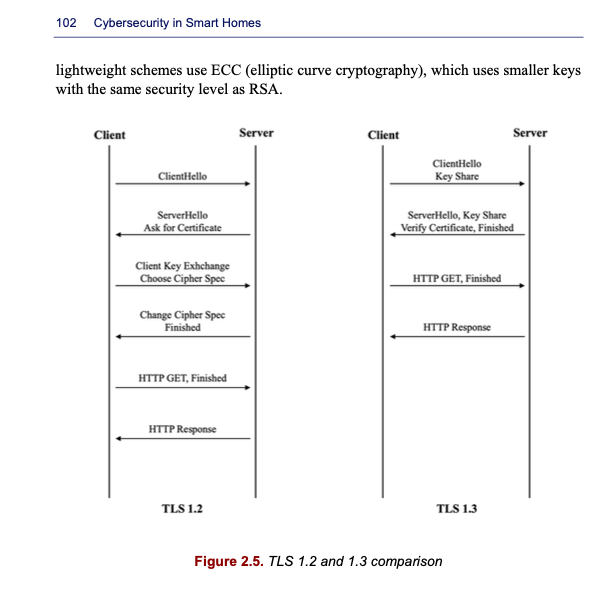 102 Cybersecurity in Smart Homes
lightweight schemes use ECC (elliptic curve cryptography), which uses smaller keys
with the same security level as RSA.
Client
Server
ClientHello
ServerHello
Ask for Certificate
Client Key Exhchange
Choose Cipher Spec
Change Cipher Spec
Finished
HTTP GET, Finished
HTTP Response
TLS 1.2
Client
Server
ClientHello
Key Share
ServerHello, Key Share
Verify Certificate, Finished
HTTP GET, Finished
HTTP Response
TLS 1.3
Figure 2.5. TLS 1.2 and 1.3 comparison